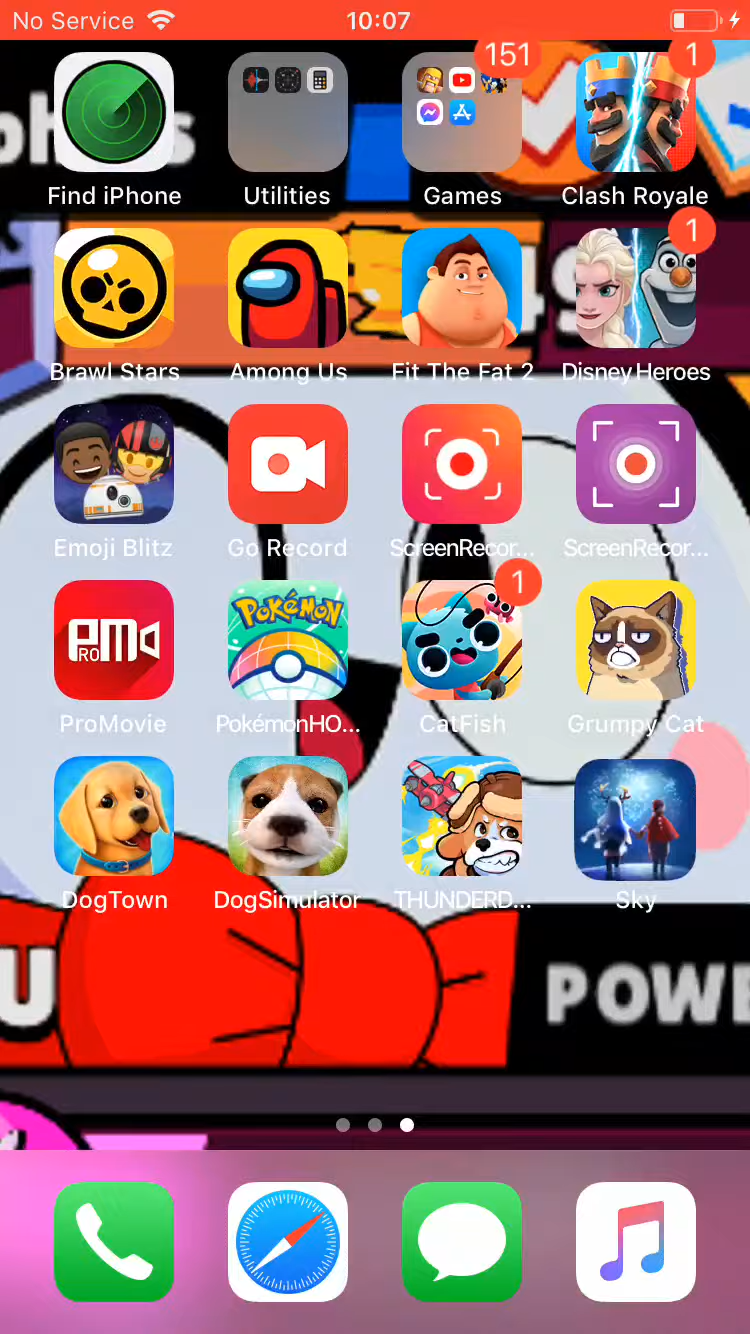 No Service 10:07
151 1
Find iPhone Utilities Games Clash Royale
1
Brawl Stars Among Us Fit The Fat 2 Disney Heroes
Emoji Blitz Go Record ScreenRecor... ScreenRecor...
1
PRO M
POKéMON
ProMovie PokémonHO... CatFish Grumpy Cat
DogTown DogSimulator THUNDERD... Sky
U POWE